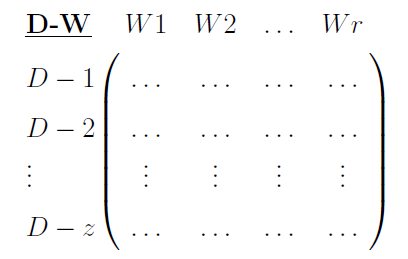 D-W W1 W2 ... Wr
D − 1 ... ... ... ...
D − 2 ... ... ... ...
⋮ ⋮ ⋮ ⋮ ⋮
D − z ... ... ... ...